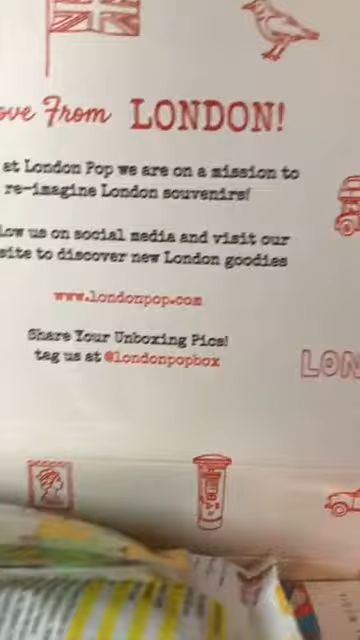 ove From LONDON!
at London Pop we are on a mission to
re-imagine London souvenirs!
low us on social media and visit our
site to discover new London goodies
www.londonpop.com
Share Your Unboxing Pics!
tag us at @londonpopbox
LON